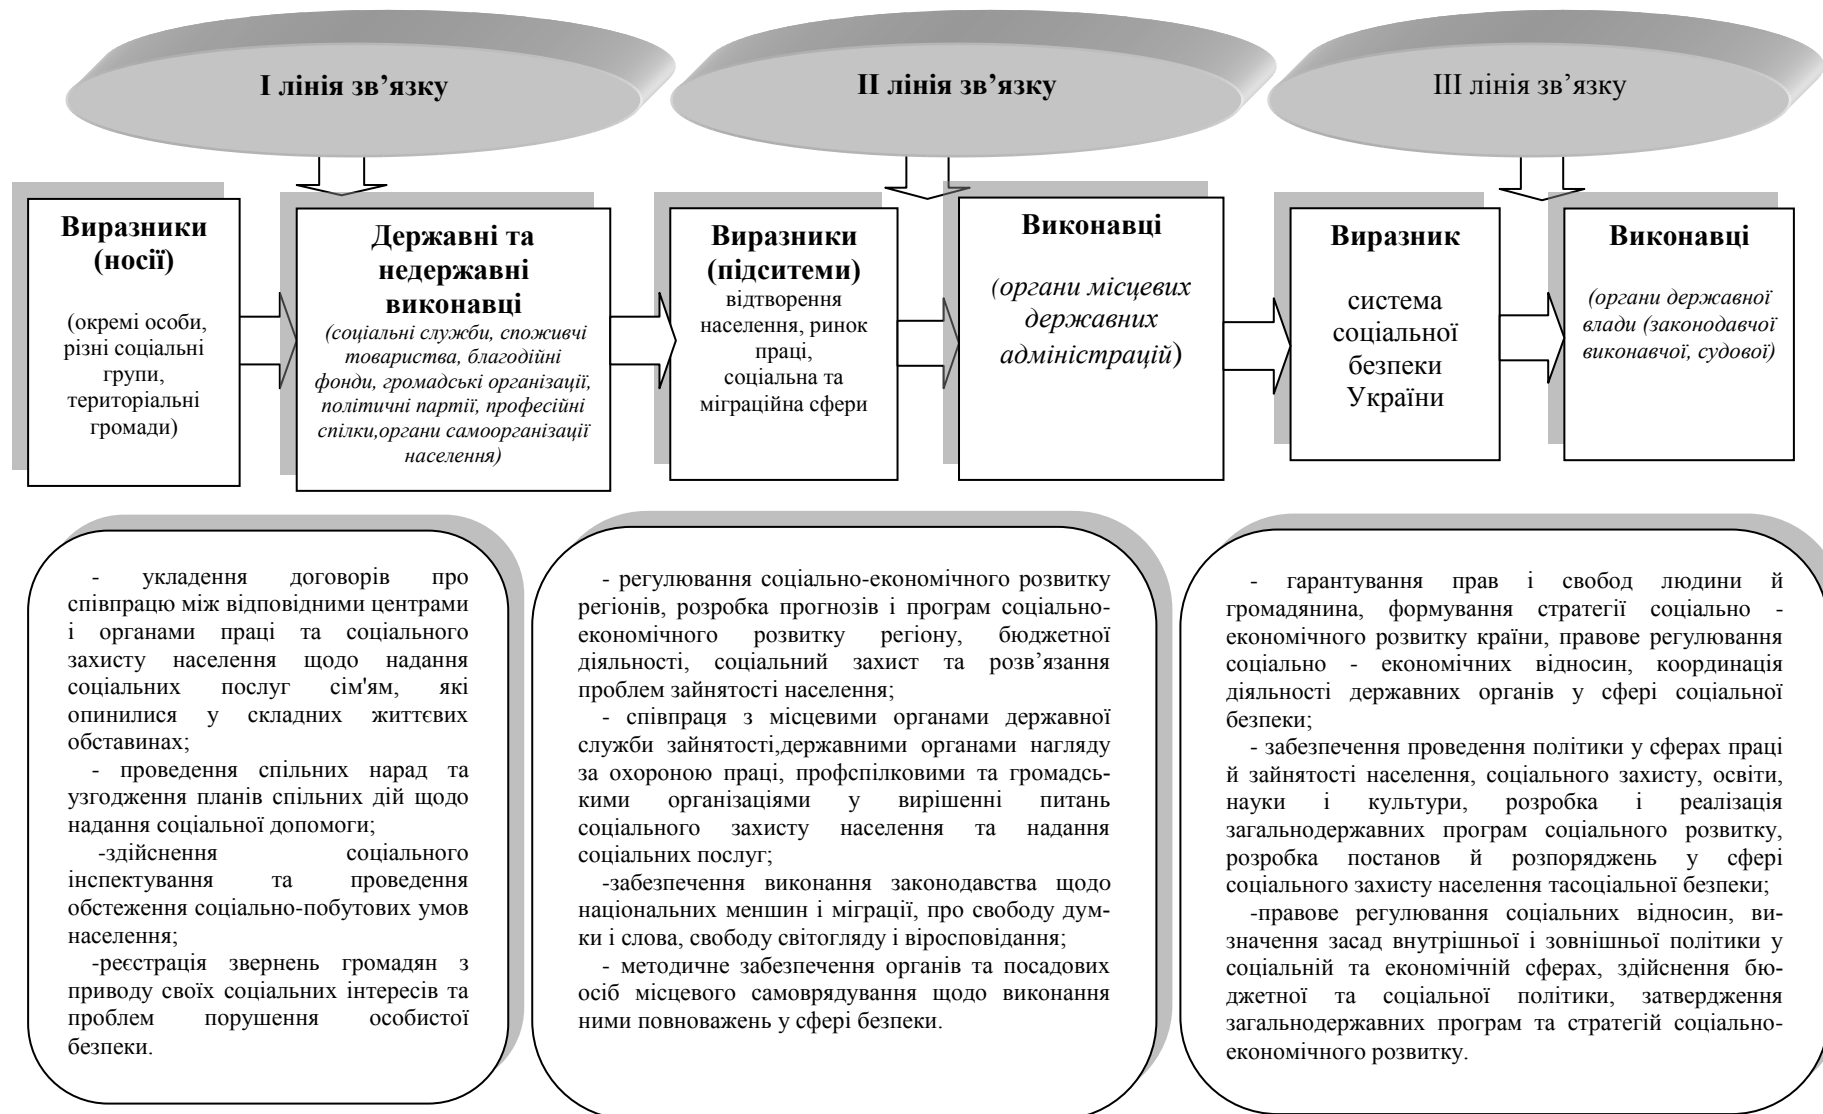 І лінія зв’язку
ІІ лінія зв’язку
ІІІ лінія зв’язку
Виразники
(носії)
(окремі особи,
різні соціальні
групи,
територіальні
громади)
Державні та
недержавні
виконавці
(соціальні служби, споживчі
товариства, благодійні
фонди, громадські організації,
політичні партії, професійні
спілки,органи самоорганізації
населення)
Виразники
(підситеми)
відтворення
населення, ринок
праці,
соціальна та
міграційна сфери
Виконавці
(органи місцевих
державних
адміністрацій)
Виразник
система
соціальної
безпеки
України
Виконавці
(органи державної
влади (законодавчої
виконавчої, судової)
- укладення договорів про
співпрацю між відповідними центрами
і органами праці та соціального
захисту населення щодо надання
соціальних послуг сім'ям, які
опинилися у складних життєвих
обставинах;
- проведення спільних нарад та
узгодження планів спільних дій щодо
надання соціальної допомоги;
-здійснення соціального
інспектування та проведення
обстеження соціально-побутових умов
населення;
-реєстрація звернень громадян з
приводу своїх соціальних інтересів та
проблем порушення особистої
безпеки.
- регулювання соціально-економічного розвитку
регіонів, розробка прогнозів і програм соціально-
економічного розвитку регіону, бюджетної
діяльності, соціальний захист та розв’язання
проблем зайнятості населення;
- співпраця з місцевими органами державної
служби зайнятості,державними органами нагляду
за охороною праці, профспілковими та громадсь-
кими організаціями у вирішенні питань
соціального захисту населення та надання
соціальних послуг;
-забезпечення виконання законодавства щодо
національних меншин і міграції, про свободу дум-
ки і слова, свободу світогляду і віросповідання;
- методичне забезпечення органів та посадових
осіб місцевого самоврядування щодо виконання
ними повноважень у сфері безпеки.
- гарантування прав і свобод людини й
громадянина, формування стратегії соціально -
економічного розвитку країни, правове регулювання
соціально - економічних відносин, координація
діяльності державних органів у сфері соціальної
безпеки;
- забезпечення проведення політики у сферах праці
й зайнятості населення, соціального захисту, освіти,
науки і культури, розробка і реалізація
загальнодержавних програм соціального розвитку,
розробка постанов й розпоряджень у сфері
соціального захисту населення тасоціальної безпеки;
-правове регулювання соціальних відносин, ви-
значення засад внутрішньої і зовнішньої політики у
соціальній та економічній сферах, здійснення бю-
джетної та соціальної політики, затвердження
загальнодержавних програм та стратегій соціально-
економічного розвитку.